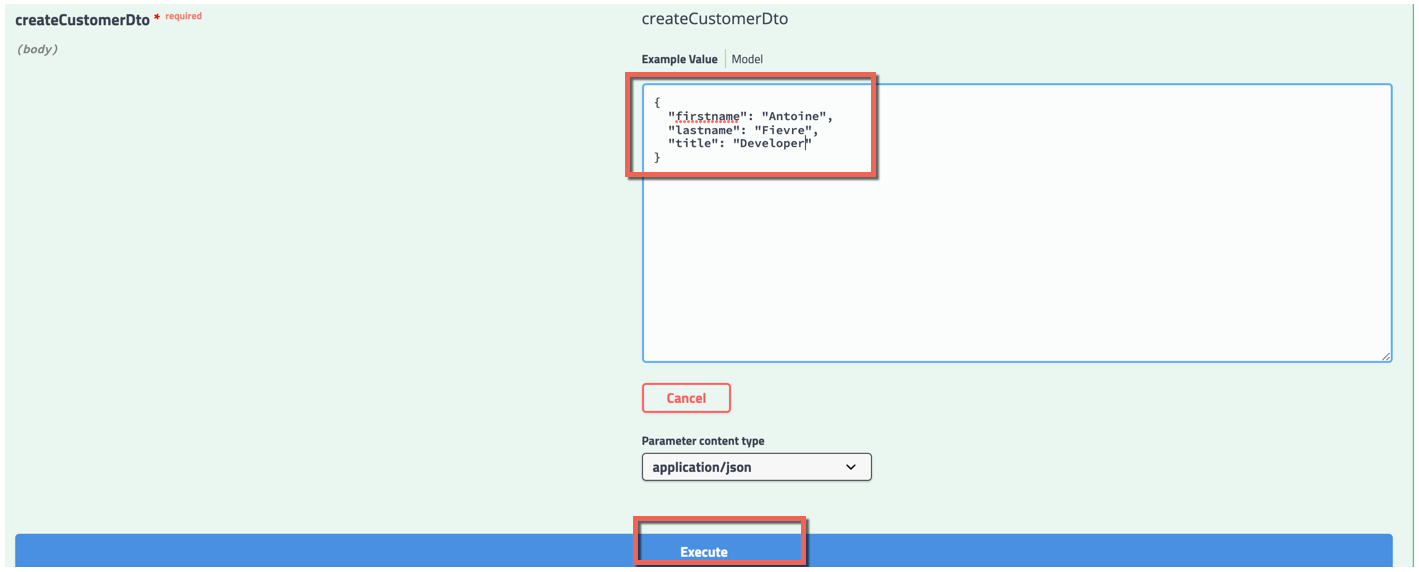 createCustomerDto * required
(body)
createCustomerDto
Example Value Model
{
"firstname": "Antoine",
"lastname": "Fievre",
"title": "Developer"
}
Cancel
Parameter content type
application/json
Execute